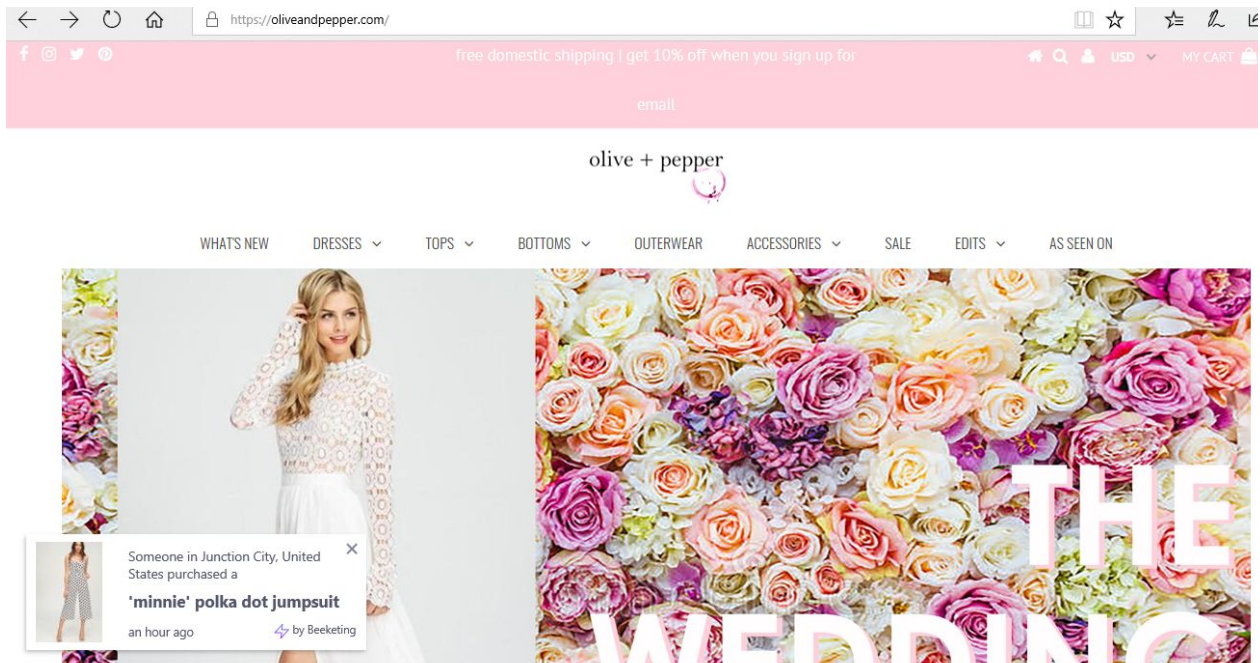 https://oliveandpepper.com/
free domestic shipping | get 10% off when you sign up for
email
USD
MY CART
olive + pepper
WHAT'S NEW
DRESSES
TOPS
BOTTOMS
OUTERWEAR
ACCESSORIES
SALE
EDITS
AS SEEN ON
THE
WEDDING
Someone in Junction City, United
States purchased a
'minnie' polka dot jumpsuit
an hour ago
by Beeketing